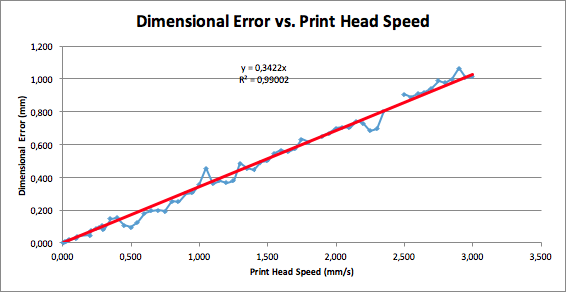 Dimensional Error vs. Print Head Speed
y = 0,3422x
R² = 0,99002
Dimensional Error (mm)
1,200
1,000
0,800
0,600
0,400
0,200
0,000
0,000 0,500 1,000 1,500 2,000 2,500 3,000 3,500
Print Head Speed (mm/s)